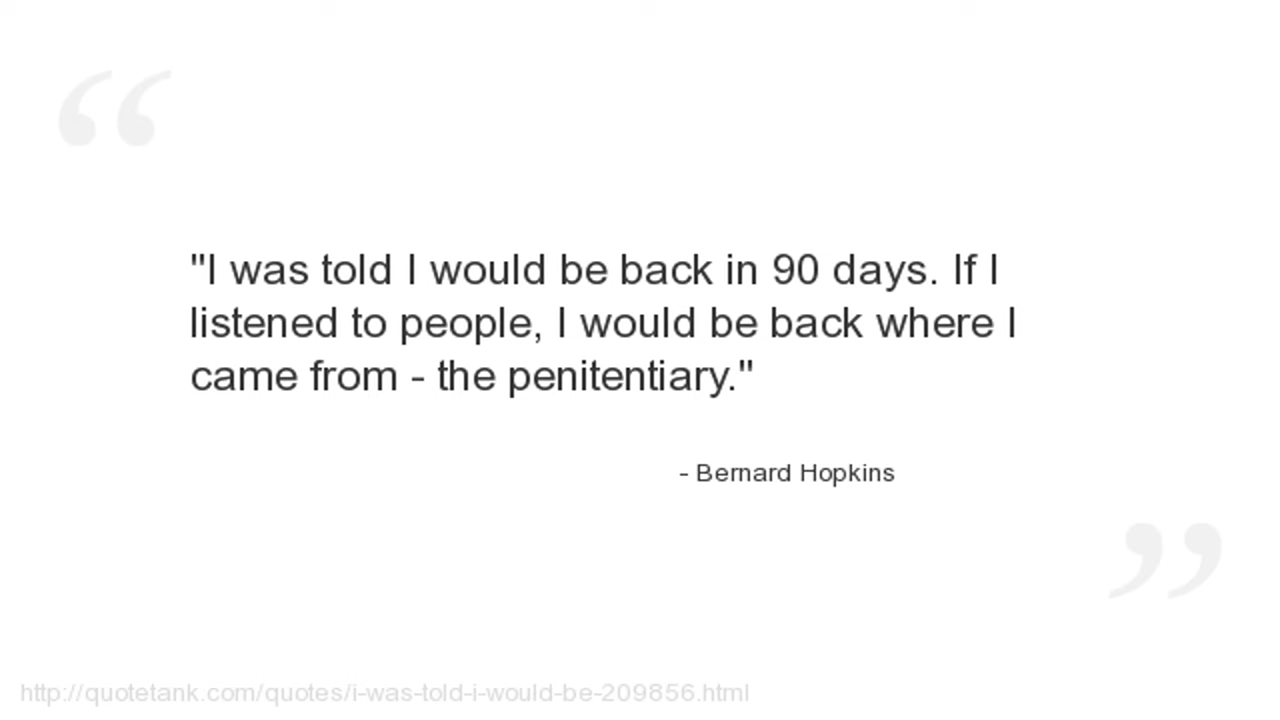 "I was told I would be back in 90 days. If I
listened to people, I would be back where I
came from - the penitentiary."
- Bernard Hopkins
http://quotetank.com/quotes/i-was-told-i-would-be-209856.html